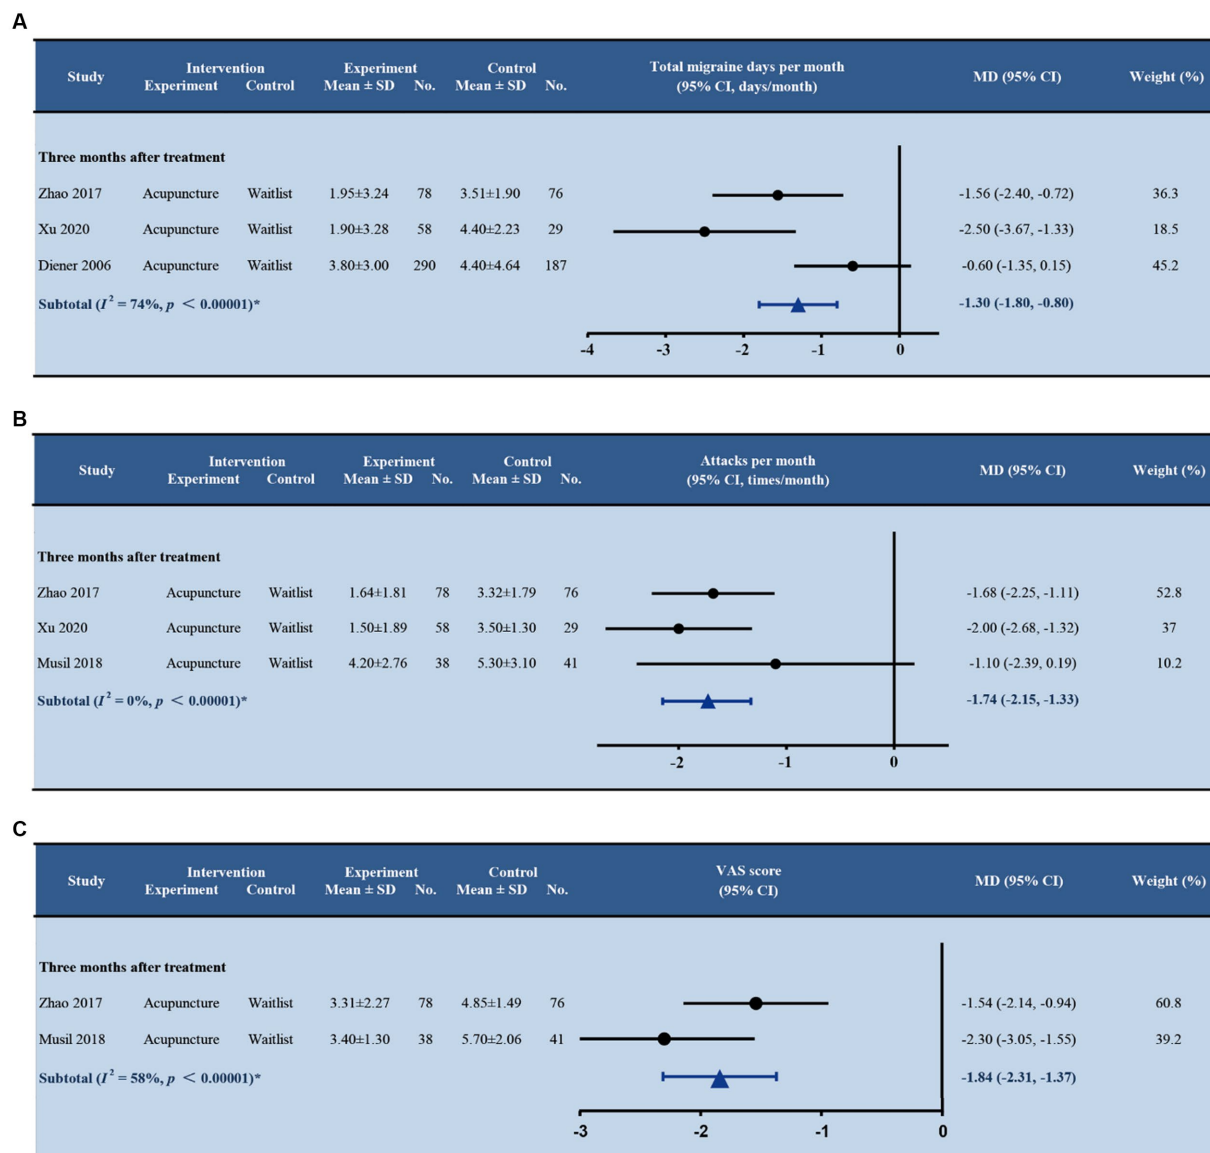 A
Study Intervention Experiment Control Total migraine days per month MD (95% CI) Weight (%)
Experiment Control Mean ± SD No. Mean ± SD No. (95% CI, days/month)
Three months after treatment
Zhao 2017 Acupuncture Waitlist 1.95±3.24 78 3.51±1.90 76 -1.56 (-2.40, -0.72) 36.3
Xu 2020 Acupuncture Waitlist 1.90±3.28 58 4.40±2.23 29 -2.50 (-3.67, -1.33) 18.5
Diener 2006 Acupuncture Waitlist 3.80±3.00 290 4.40±4.64 187 -0.60 (-1.35, 0.15) 45.2
Subtotal (I² = 74%, p < 0.00001)* -1.30 (-1.80, -0.80)
-4 -3 -2 -1 0
B
Study Intervention Experiment Control Attacks per month MD (95% CI) Weight (%)
Experiment Control Mean ± SD No. Mean ± SD No. (95% CI, times/month)
Three months after treatment
Zhao 2017 Acupuncture Waitlist 1.64±1.81 78 3.32±1.79 76 -1.68 (-2.25, -1.11) 52.8
Xu 2020 Acupuncture Waitlist 1.50±1.89 58 3.50±1.30 29 -2.00 (-2.68, -1.32) 37
Musil 2018 Acupuncture Waitlist 4.20±2.76 38 5.30±3.10 41 -1.10 (-2.39, 0.19) 10.2
Subtotal (I² = 0%, p < 0.00001)* -1.74 (-2.15, -1.33)
-2 -1 0
C
Study Intervention Experiment Control VAS score MD (95% CI) Weight (%)
Experiment Control Mean ± SD No. Mean ± SD No. (95% CI)
Three months after treatment
Zhao 2017 Acupuncture Waitlist 3.31±2.27 78 4.85±1.49 76 -1.54 (-2.14, -0.94) 60.8
Musil 2018 Acupuncture Waitlist 3.40±1.30 38 5.70±2.06 41 -2.30 (-3.05, -1.55) 39.2
Subtotal (I² = 58%, p < 0.00001)* -1.84 (-2.31, -1.37)
-3 -2 -1 0